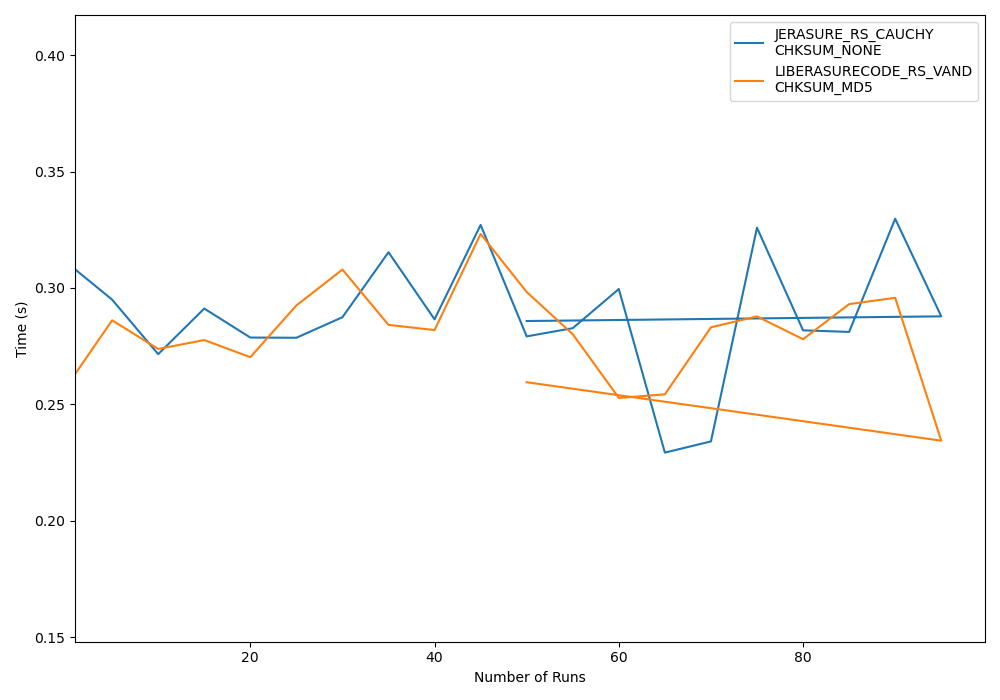 JERASURE_RS_CAUCHY
CHKSUM_NONE
LIBERASURECODE_RS_VAND
CHKSUM_MD5
0.40
0.35
0.30
0.25
0.20
0.15
Time (s)
20 40 60 80
Number of Runs